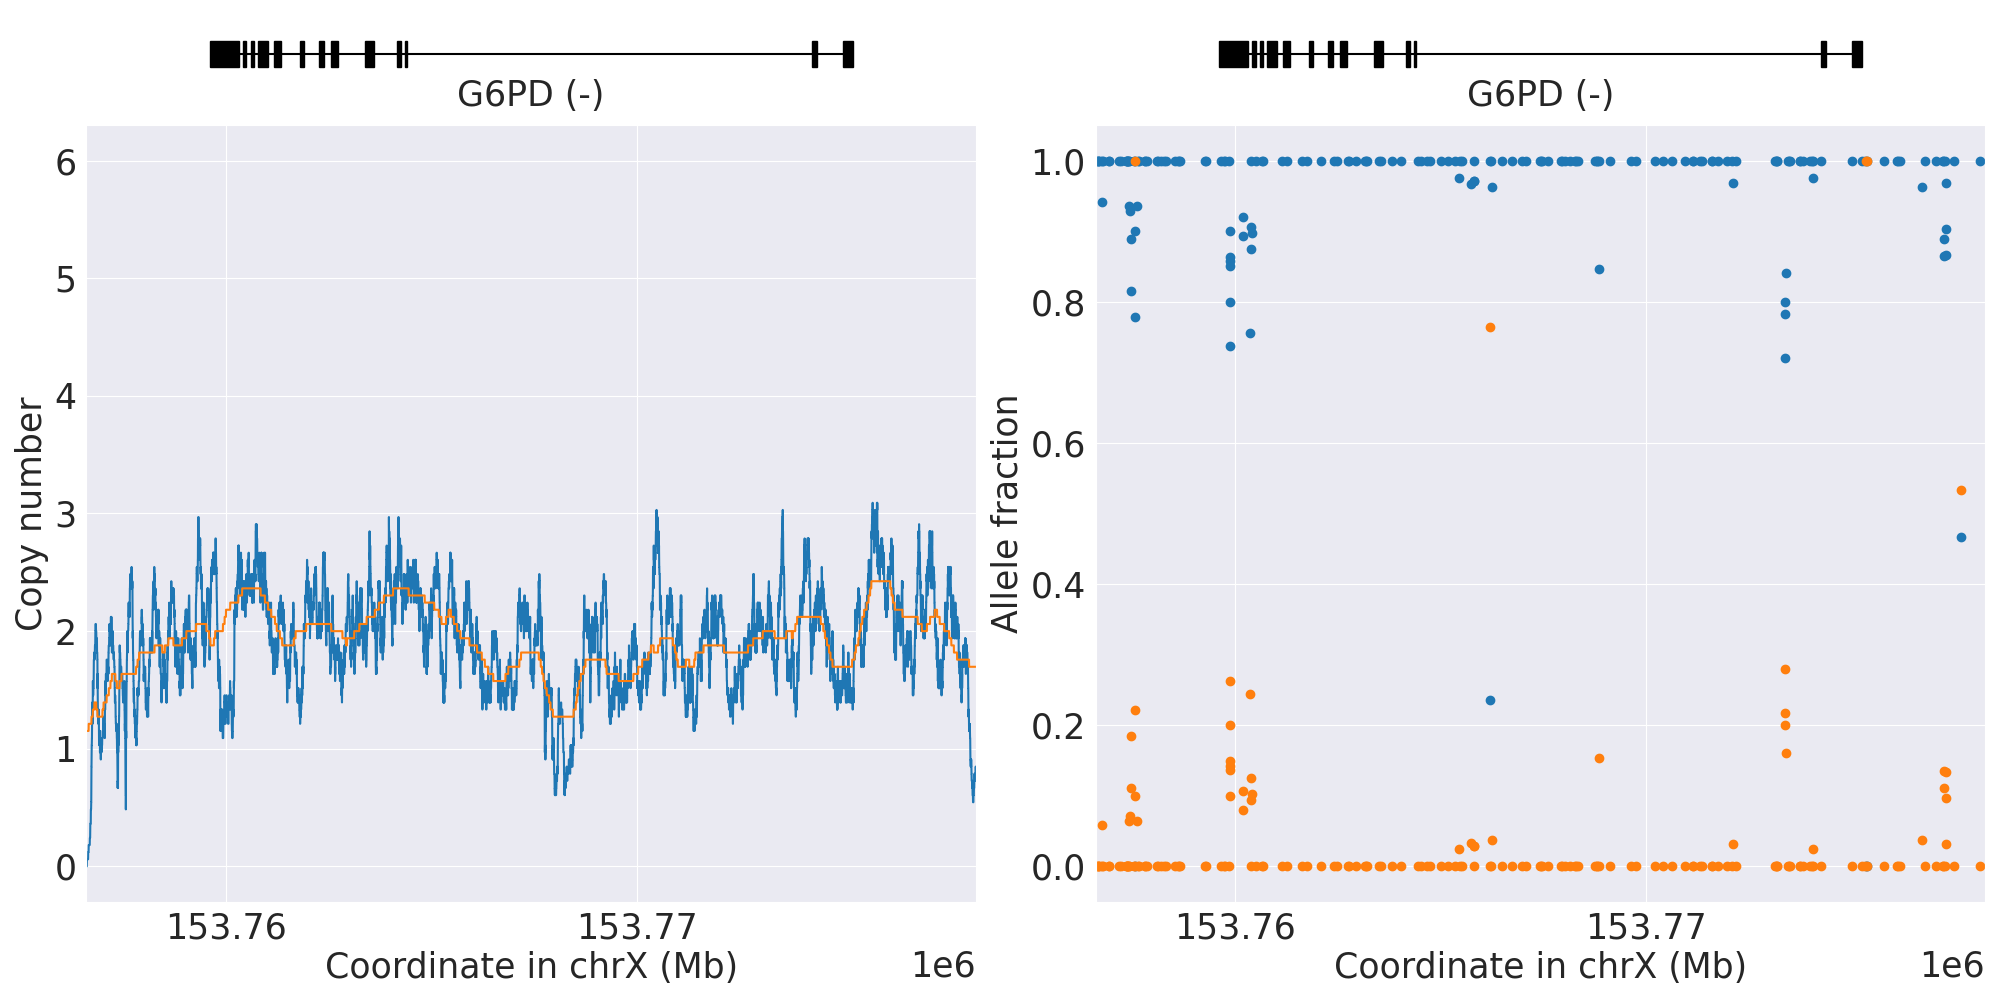 G6PD (-)
6
5
4
3
2
1
0
Copy number
153.76
153.77
Coordinate in chrX (Mb)
1e6
G6PD (-)
1.0
0.8
0.6
0.4
0.2
0.0
Allele fraction
153.76
153.77
Coordinate in chrX (Mb)
1e6